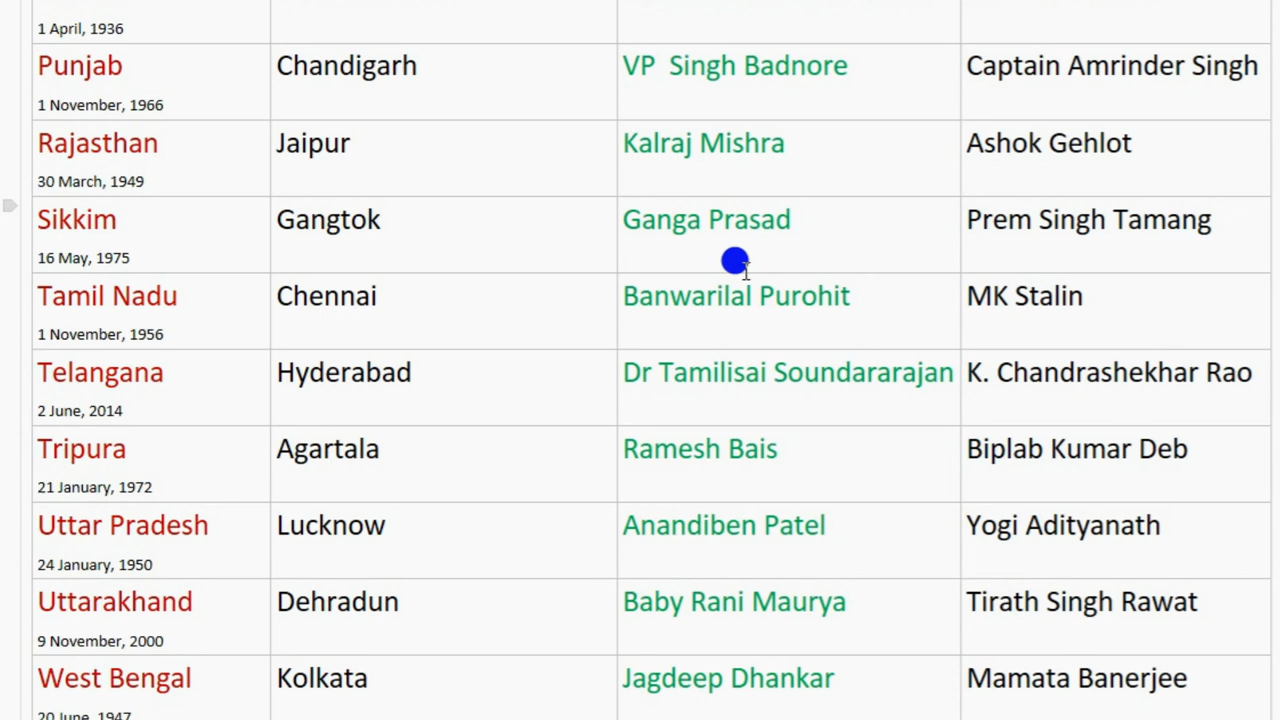 1 April, 1936
Punjab Chandigarh VP  Singh Badnore Captain Amrinder Singh
1 November, 1966
Rajasthan Jaipur Kalraj Mishra Ashok Gehlot
30 March, 1949
Sikkim Gangtok Ganga Prasad Prem Singh Tamang
16 May, 1975
Tamil Nadu Chennai Banwarilal Purohit MK Stalin
1 November, 1956
Telangana Hyderabad Dr Tamilisai Soundararajan K. Chandrashekhar Rao
2 June, 2014
Tripura Agartala Ramesh Bais Biplab Kumar Deb
21 January, 1972
Uttar Pradesh Lucknow Anandiben Patel Yogi Adityanath
24 January, 1950
Uttarakhand Dehradun Baby Rani Maurya Tirath Singh Rawat
9 November, 2000
West Bengal Kolkata Jagdeep Dhankar Mamata Banerjee
20 June, 1947